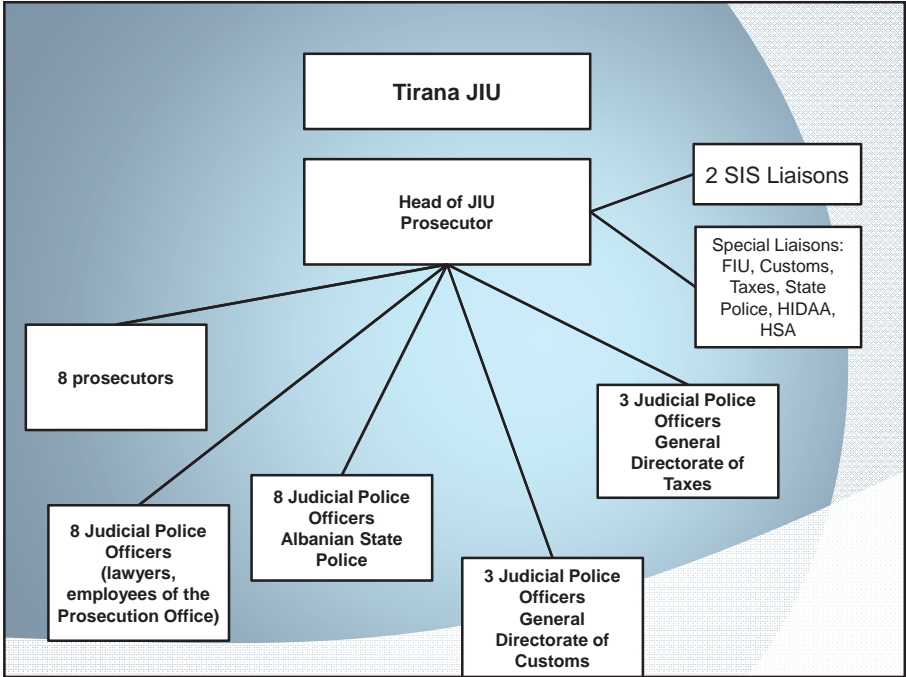 Tirana JIU
Head of JIU
Prosecutor
2 SIS Liaisons
Special Liaisons:
FIU, Customs,
Taxes, State
Police, HIDAA,
HSA
8 prosecutors
3 Judicial Police
Officers
General
Directorate of
Taxes
8 Judicial Police
Officers
Albanian State
Police
8 Judicial Police
Officers
(lawyers,
employees of the
Prosecution Office)
3 Judicial Police
Officers
General
Directorate of
Customs